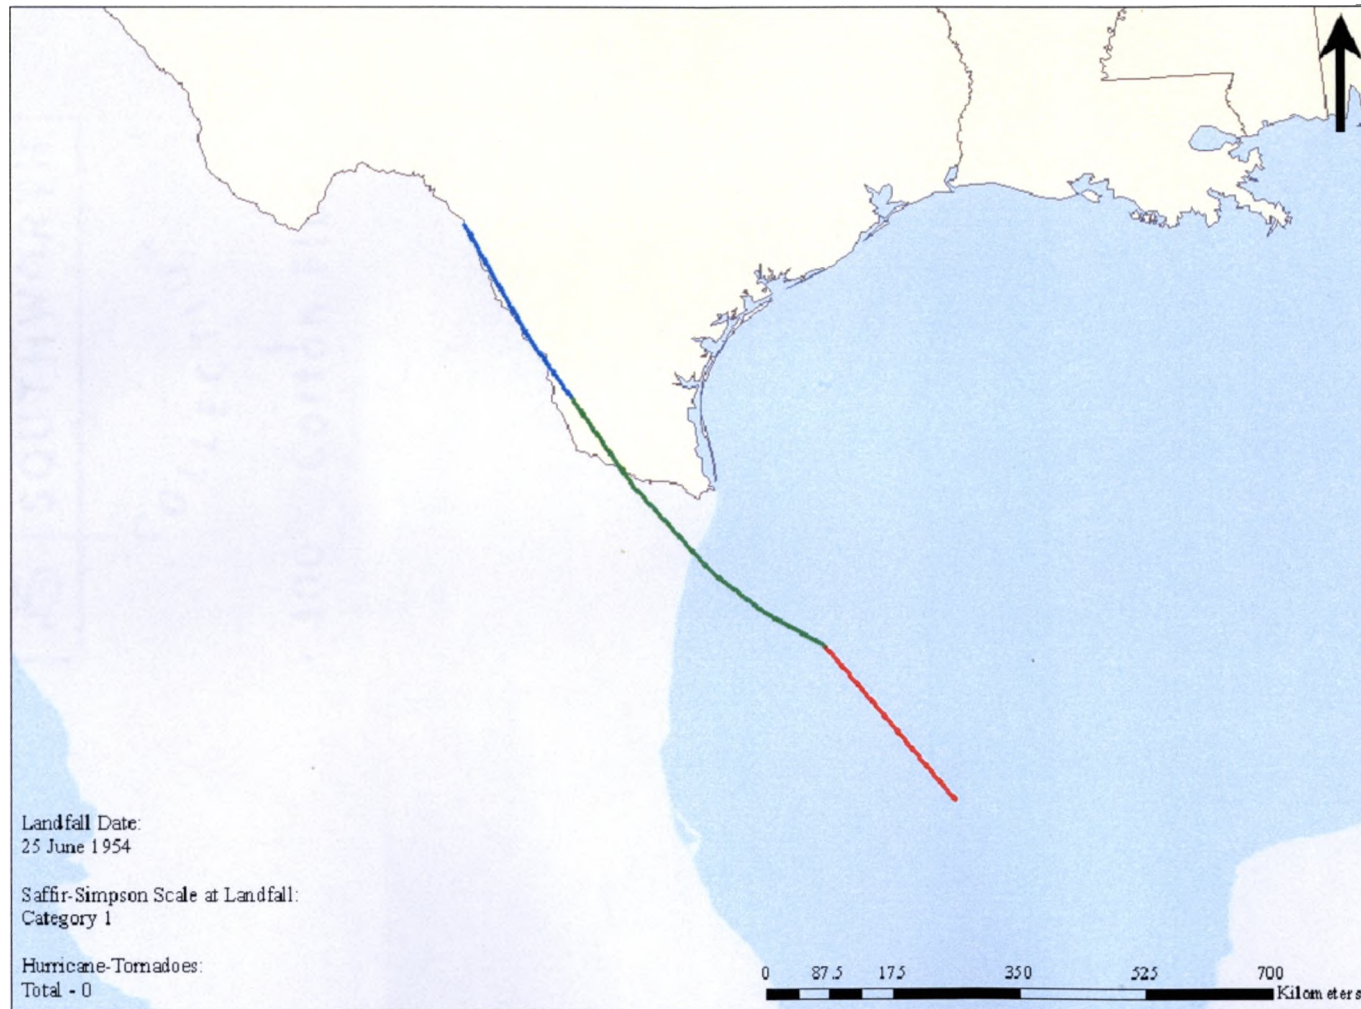 Landfall Date:
25 June 1954
Saffir-Simpson Scale at Landfall:
Category 1
Hurricane-Tornadoes:
Total - 0
0 87.5 175 350 525 700
Kilometers